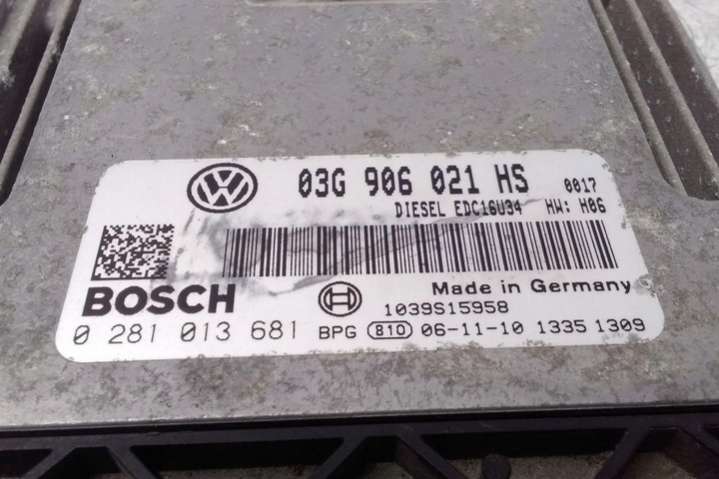 03G 906 021 HS 0017
DIESEL EDC16U34 HW: H06
BOSCH
Made in Germany
1039S15958
0 281 013 681 BPG 810 06-11-10 1335 1309